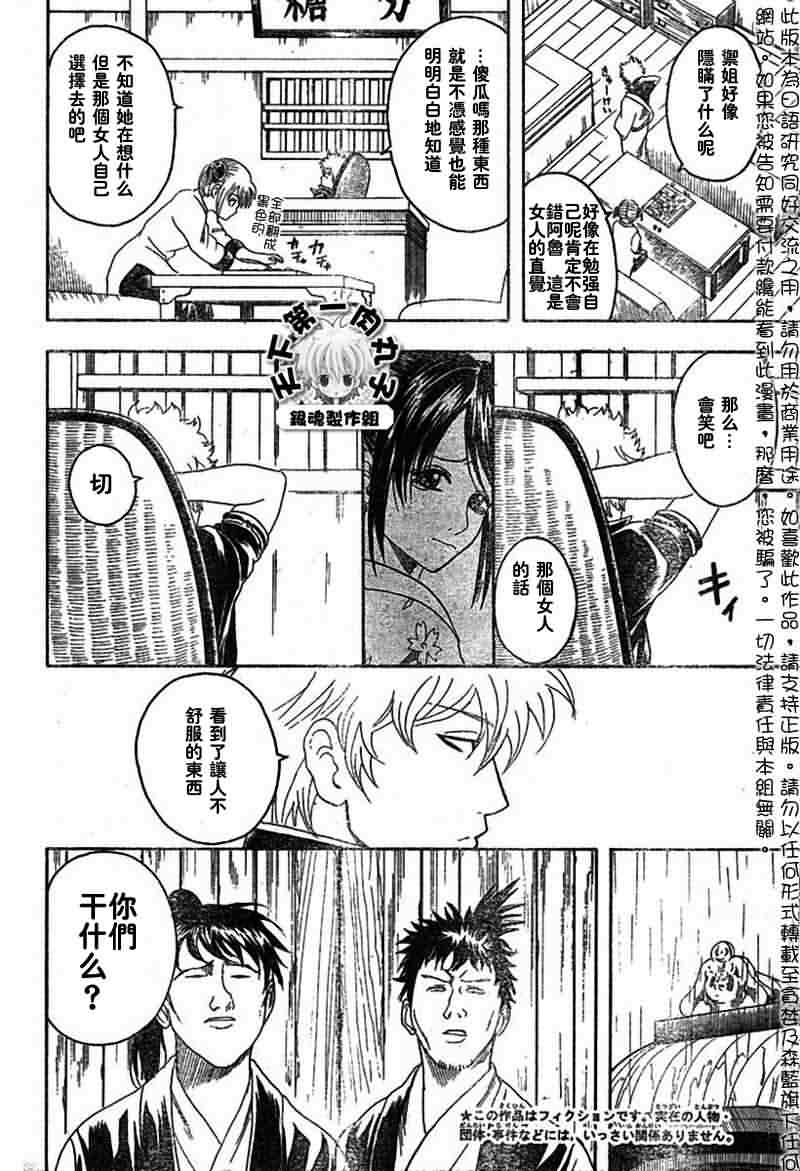 禦姐好像
隱瞞了什么呢
好像在勉强自
己呢肯定不會
錯阿魯　這是
女人的直覺
糖
分
…傻瓜嗎那種東西
就是不憑感覺也能
明明白白地知道
不知道她在想什么
但是那個女人自己
選擇去的吧
全部翻成
黑色的
カチャ
カチャ
天下第一肉丸子
銀魂製作組
那么…
會笑吧
キィ
那個女人
的話
切
看到了讓人不
舒服的東西
你們
干什么？
★この作品はフィクションです。実在の人物・
団体・事件などには、いっさい関係ありません。
此版本為日語研究同好交流之用，請勿用於商業用途。如喜歡此作品，請支持正版。請勿以任何形式轉載至貪婪及森藍旗下任何
網站。如果您被告知需要付款纔能看到此漫畫，那麼，您被騙了。一切法律責任與本組無關。